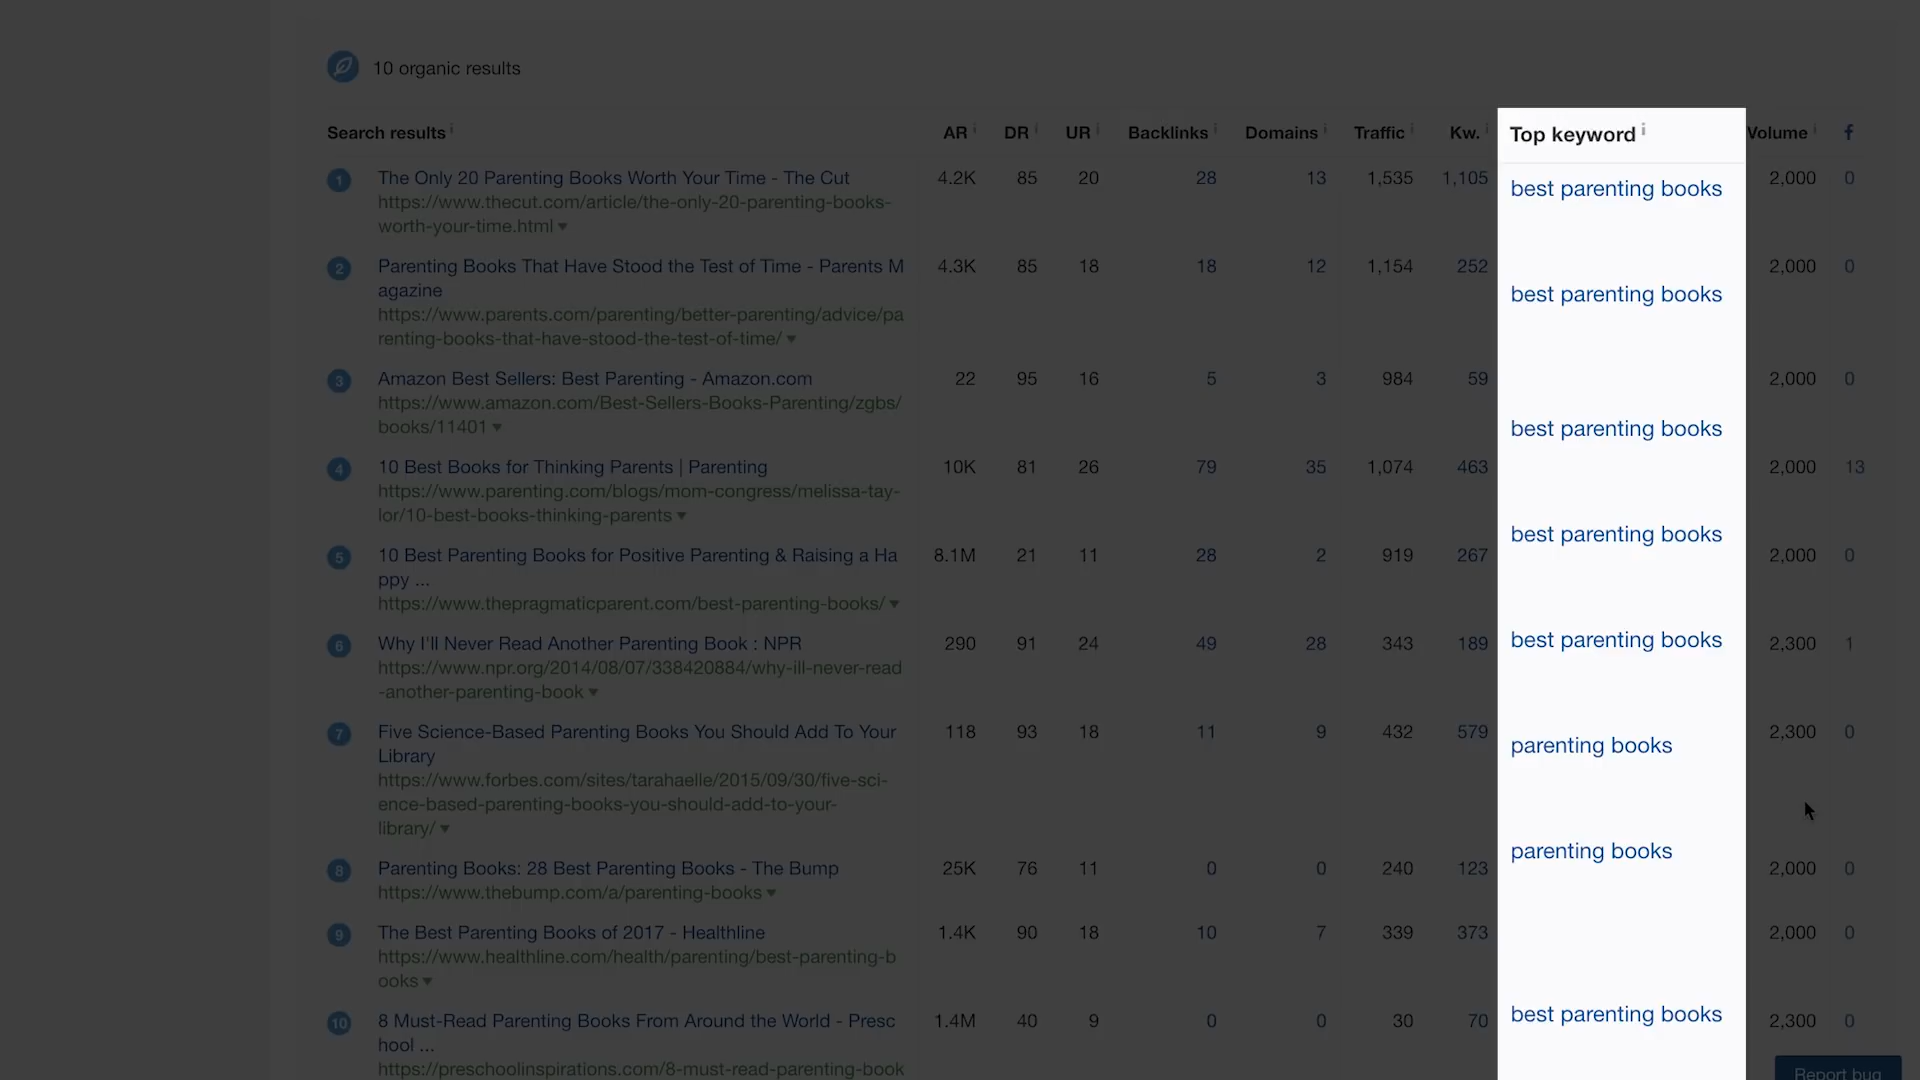 10 organic results
Search results i AR i DR i UR i Backlinks i Domains i Traffic i Kw. i Top keyword i Volume i f
1 The Only 20 Parenting Books Worth Your Time - The Cut 4.2K 85 20 28 13 1,535 1,105 best parenting books 2,000 0
https://www.thecut.com/article/the-only-20-parenting-books-
worth-your-time.html ▼
2 Parenting Books That Have Stood the Test of Time - Parents M 4.3K 85 18 18 12 1,154 252 best parenting books 2,000 0
agazine
https://www.parents.com/parenting/better-parenting/advice/pa
renting-books-that-have-stood-the-test-of-time/ ▼
3 Amazon Best Sellers: Best Parenting - Amazon.com 22 95 16 5 3 984 59 best parenting books 2,000 0
https://www.amazon.com/Best-Sellers-Books-Parenting/zgbs/
books/11401 ▼
4 10 Best Books for Thinking Parents | Parenting 10K 81 26 79 35 1,074 463 best parenting books 2,000 13
https://www.parenting.com/blogs/mom-congress/melissa-tay-
lor/10-best-books-thinking-parents ▼
5 10 Best Parenting Books for Positive Parenting & Raising a Ha 8.1M 21 11 28 2 919 267 best parenting books 2,000 0
ppy ...
https://www.thepragmaticparent.com/best-parenting-books/ ▼
6 Why I'll Never Read Another Parenting Book : NPR 290 91 24 49 28 343 189 parenting books 2,300 1
https://www.npr.org/2014/08/07/338420884/why-ill-never-read
-another-parenting-book ▼
7 Five Science-Based Parenting Books You Should Add To Your 118 93 18 11 9 432 579 parenting books 2,300 0
Library
https://www.forbes.com/sites/tarahaelle/2015/09/30/five-sci-
ence-based-parenting-books-you-should-add-to-your-
library/ ▼
8 Parenting Books: 28 Best Parenting Books - The Bump 25K 76 11 0 0 240 123 best parenting books 2,000 0
https://www.thebump.com/a/parenting-books ▼
9 The Best Parenting Books of 2017 - Healthline 1.4K 90 18 10 7 339 373 2,000 0
https://www.healthline.com/health/parenting/best-parenting-b
ooks ▼
10 8 Must-Read Parenting Books From Around the World - Presc 1.4M 40 9 0 0 30 70 2,300 0
hool ...
https://preschoolinspirations.com/8-must-read-parenting-book
Report bug